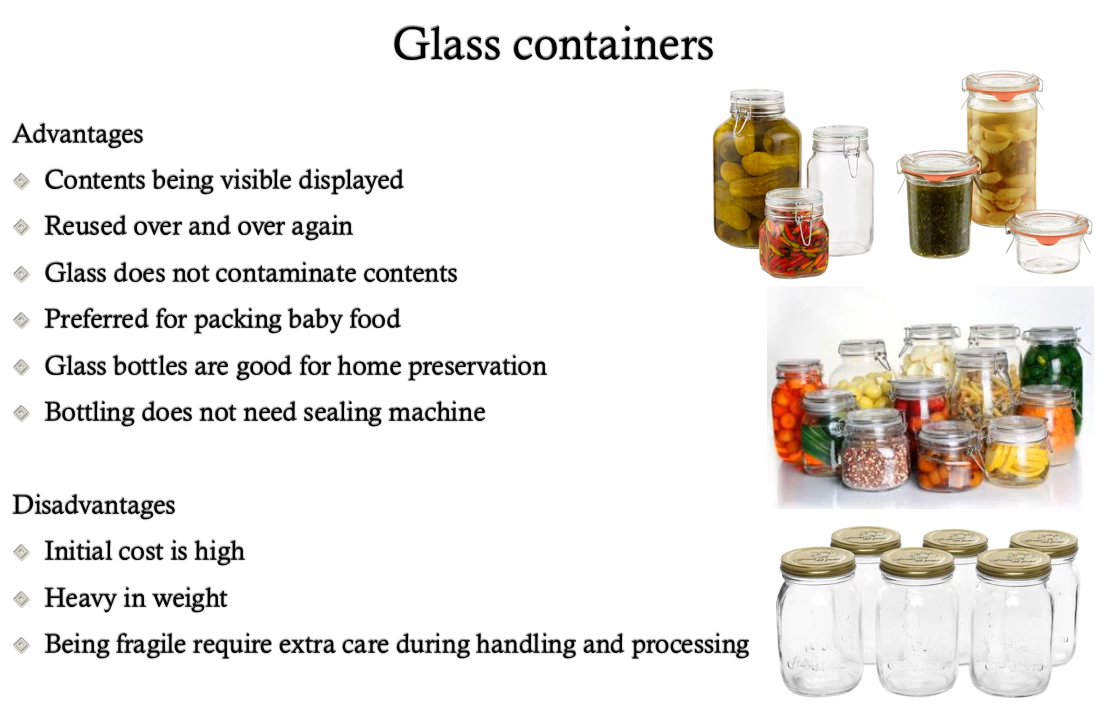 Glass containers
Advantages
Contents being visible displayed
Reused over and over again
Glass does not contaminate contents
Preferred for packing baby food
Glass bottles are good for home preservation
Bottling does not need sealing machine
Disadvantages
Initial cost is high
Heavy in weight
Being fragile require extra care during handling and processing